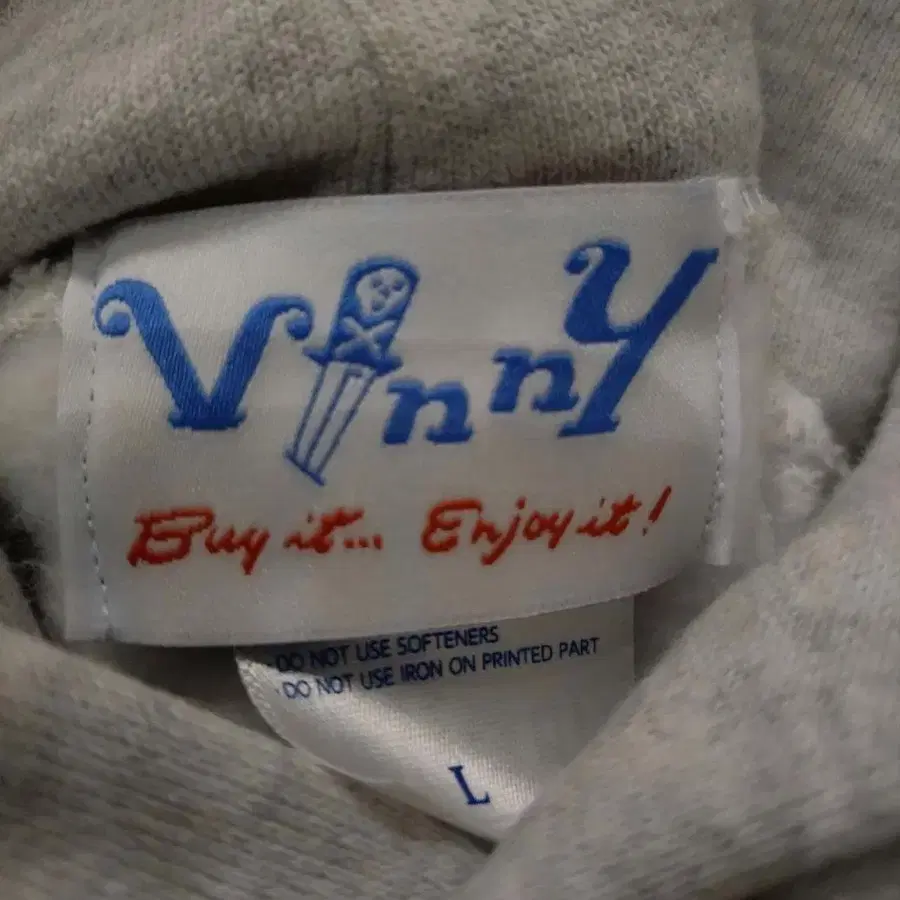 Vinny
Buy it... Enjoy it!
DO NOT USE SOFTENERS
DO NOT USE IRON ON PRINTED PART
L